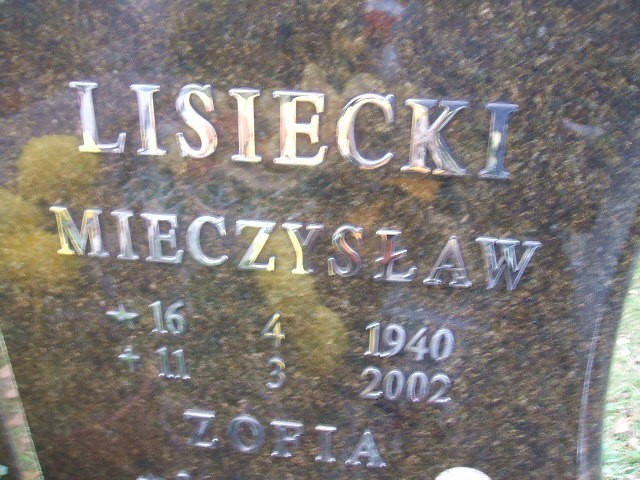 LISIECKI
MIECZYSŁAW
* 16 4 1940
† 11 3 2002
ZOFIA